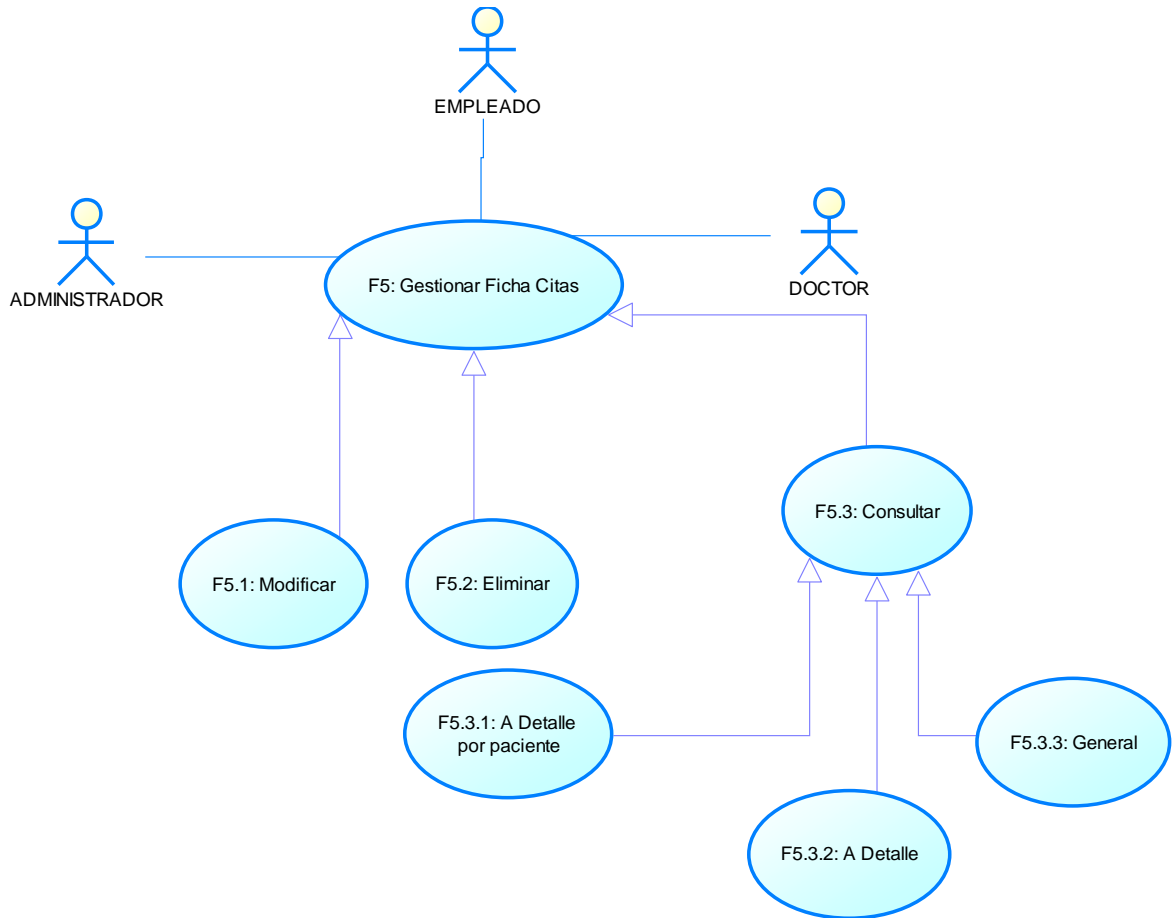 EMPLEADO
ADMINISTRADOR
F5: Gestionar Ficha Citas
DOCTOR
F5.3: Consultar
F5.1: Modificar
F5.2: Eliminar
F5.3.1: A Detalle
por paciente
F5.3.3: General
F5.3.2: A Detalle